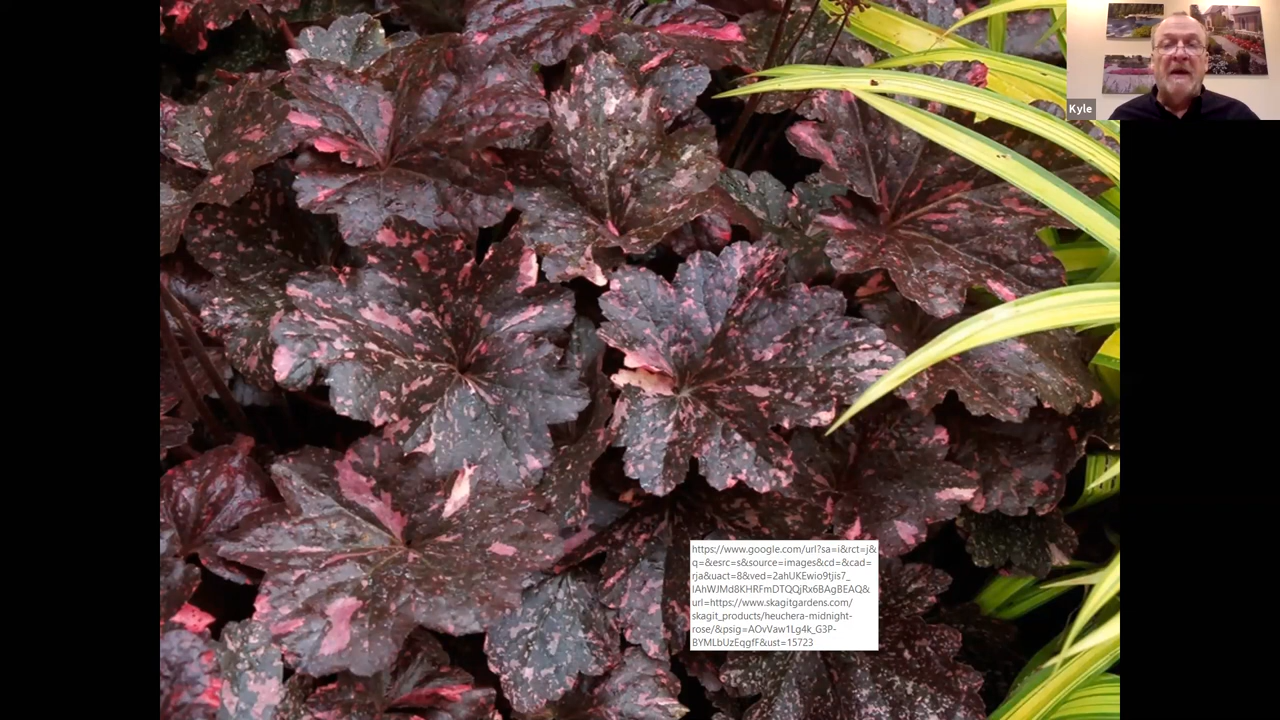 Kyle
https://www.google.com/url?sa=i&rct=j&
q=&esrc=s&source=images&cd=&cad=
rja&uact=8&ved=2ahUKEwio9tjis7_
lAhWJMd8KHRFmDTQQjRx6BAgBEAQ&
url=https://www.skagitgardens.com/
skagit_products/heuchera-midnight-
rose/&psig=AOvVaw1Lg4k_G3P-
BYMLbUzEqgfF&ust=15723